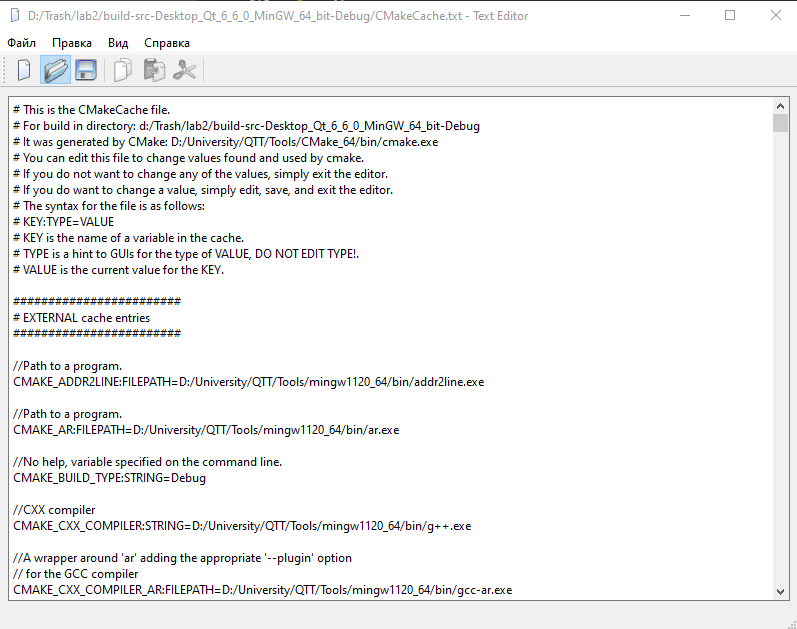 D:/Trash/lab2/build-src-Desktop_Qt_6_6_0_MinGW_64_bit-Debug/CMakeCache.txt - Text Editor
Файл Правка Вид Справка
# This is the CMakeCache file.
# For build in directory: d:/Trash/lab2/build-src-Desktop_Qt_6_6_0_MinGW_64_bit-Debug
# It was generated by CMake: D:/University/QTT/Tools/CMake_64/bin/cmake.exe
# You can edit this file to change values found and used by cmake.
# If you do not want to change any of the values, simply exit the editor.
# If you do want to change a value, simply edit, save, and exit the editor.
# The syntax for the file is as follows:
# KEY:TYPE=VALUE
# KEY is the name of a variable in the cache.
# TYPE is a hint to GUIs for the type of VALUE, DO NOT EDIT TYPE!.
# VALUE is the current value for the KEY.
########################
# EXTERNAL cache entries
########################
//Path to a program.
CMAKE_ADDR2LINE:FILEPATH=D:/University/QTT/Tools/mingw1120_64/bin/addr2line.exe
//Path to a program.
CMAKE_AR:FILEPATH=D:/University/QTT/Tools/mingw1120_64/bin/ar.exe
//No help, variable specified on the command line.
CMAKE_BUILD_TYPE:STRING=Debug
//CXX compiler
CMAKE_CXX_COMPILER:STRING=D:/University/QTT/Tools/mingw1120_64/bin/g++.exe
//A wrapper around 'ar' adding the appropriate '--plugin' option
// for the GCC compiler
CMAKE_CXX_COMPILER_AR:FILEPATH=D:/University/QTT/Tools/mingw1120_64/bin/gcc-ar.exe